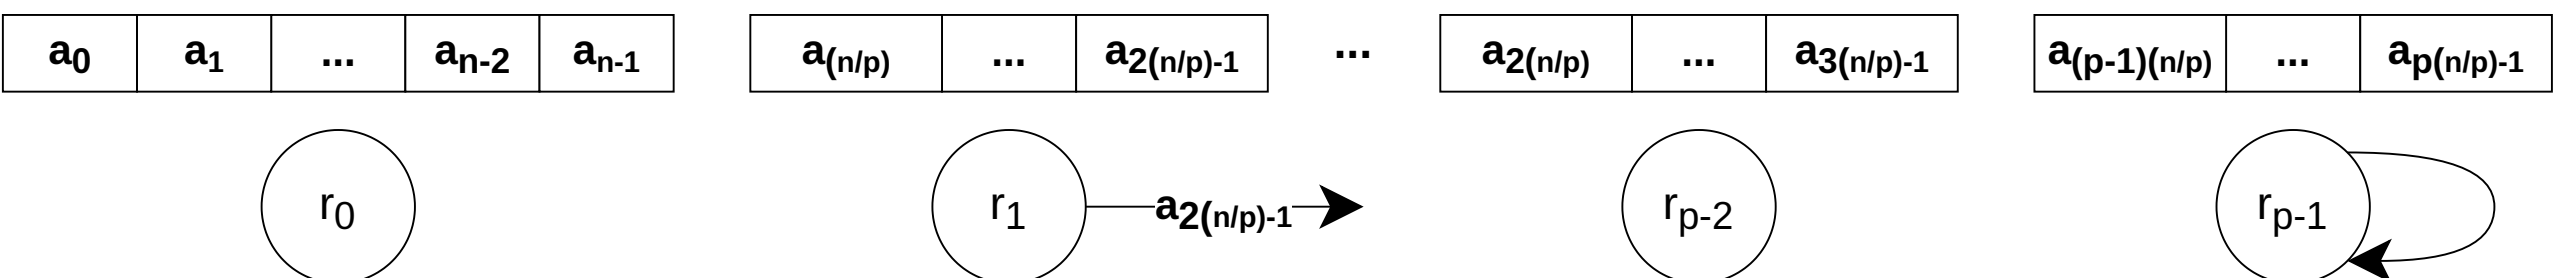 a0 a1 ... an-2 an-1 a(n/p) ... a2(n/p)-1 ... a2(n/p) ... a3(n/p)-1 a(p-1)(n/p) ... ap(n/p)-1
r0 r1 a2(n/p)-1 rp-2 rp-1